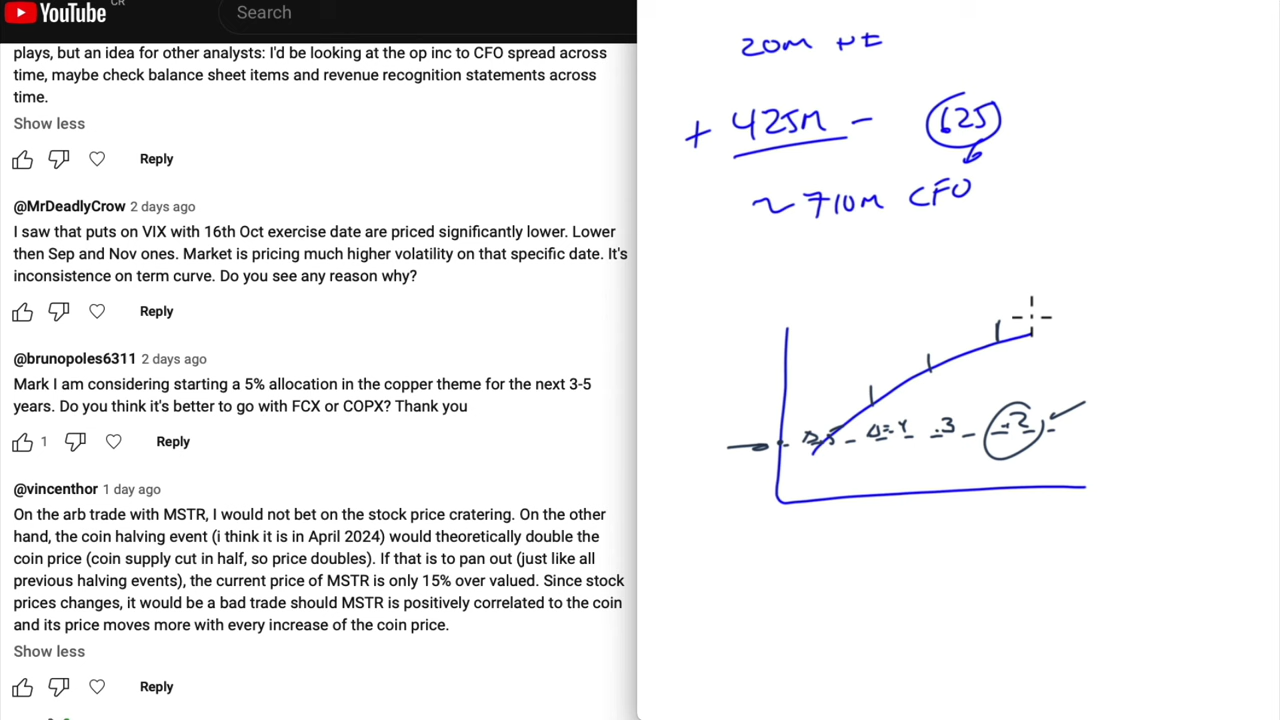 YouTube CR
Search
plays, but an idea for other analysts: I'd be looking at the op inc to CFO spread across
time, maybe check balance sheet items and revenue recognition statements across
time.
Show less
Reply
@MrDeadlyCrow 2 days ago
I saw that puts on VIX with 16th Oct exercise date are priced significantly lower. Lower
then Sep and Nov ones. Market is pricing much higher volatility on that specific date. It's
inconsistence on term curve. Do you see any reason why?
Reply
@brunopoles6311 2 days ago
Mark I am considering starting a 5% allocation in the copper theme for the next 3-5
years. Do you think it's better to go with FCX or COPX? Thank you
1
Reply
@vincenthor 1 day ago
On the arb trade with MSTR, I would not bet on the stock price cratering. On the other
hand, the coin halving event (i think it is in April 2024) would theoretically double the
coin price (coin supply cut in half, so price doubles). If that is to pan out (just like all
previous halving events), the current price of MSTR is only 15% over valued. Since stock
prices changes, it would be a bad trade should MSTR is positively correlated to the coin
and its price moves more with every increase of the coin price.
Show less
Reply
20M
+ 425M - 625
~710M CFO
.3 .2